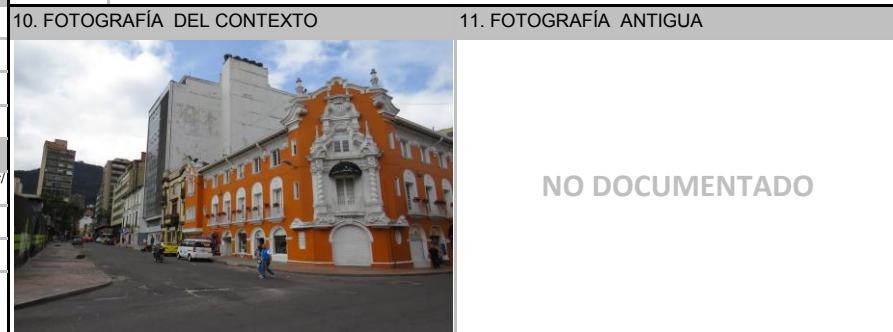 10. FOTOGRAFÍA DEL CONTEXTO
11. FOTOGRAFÍA ANTIGUA
NO DOCUMENTADO